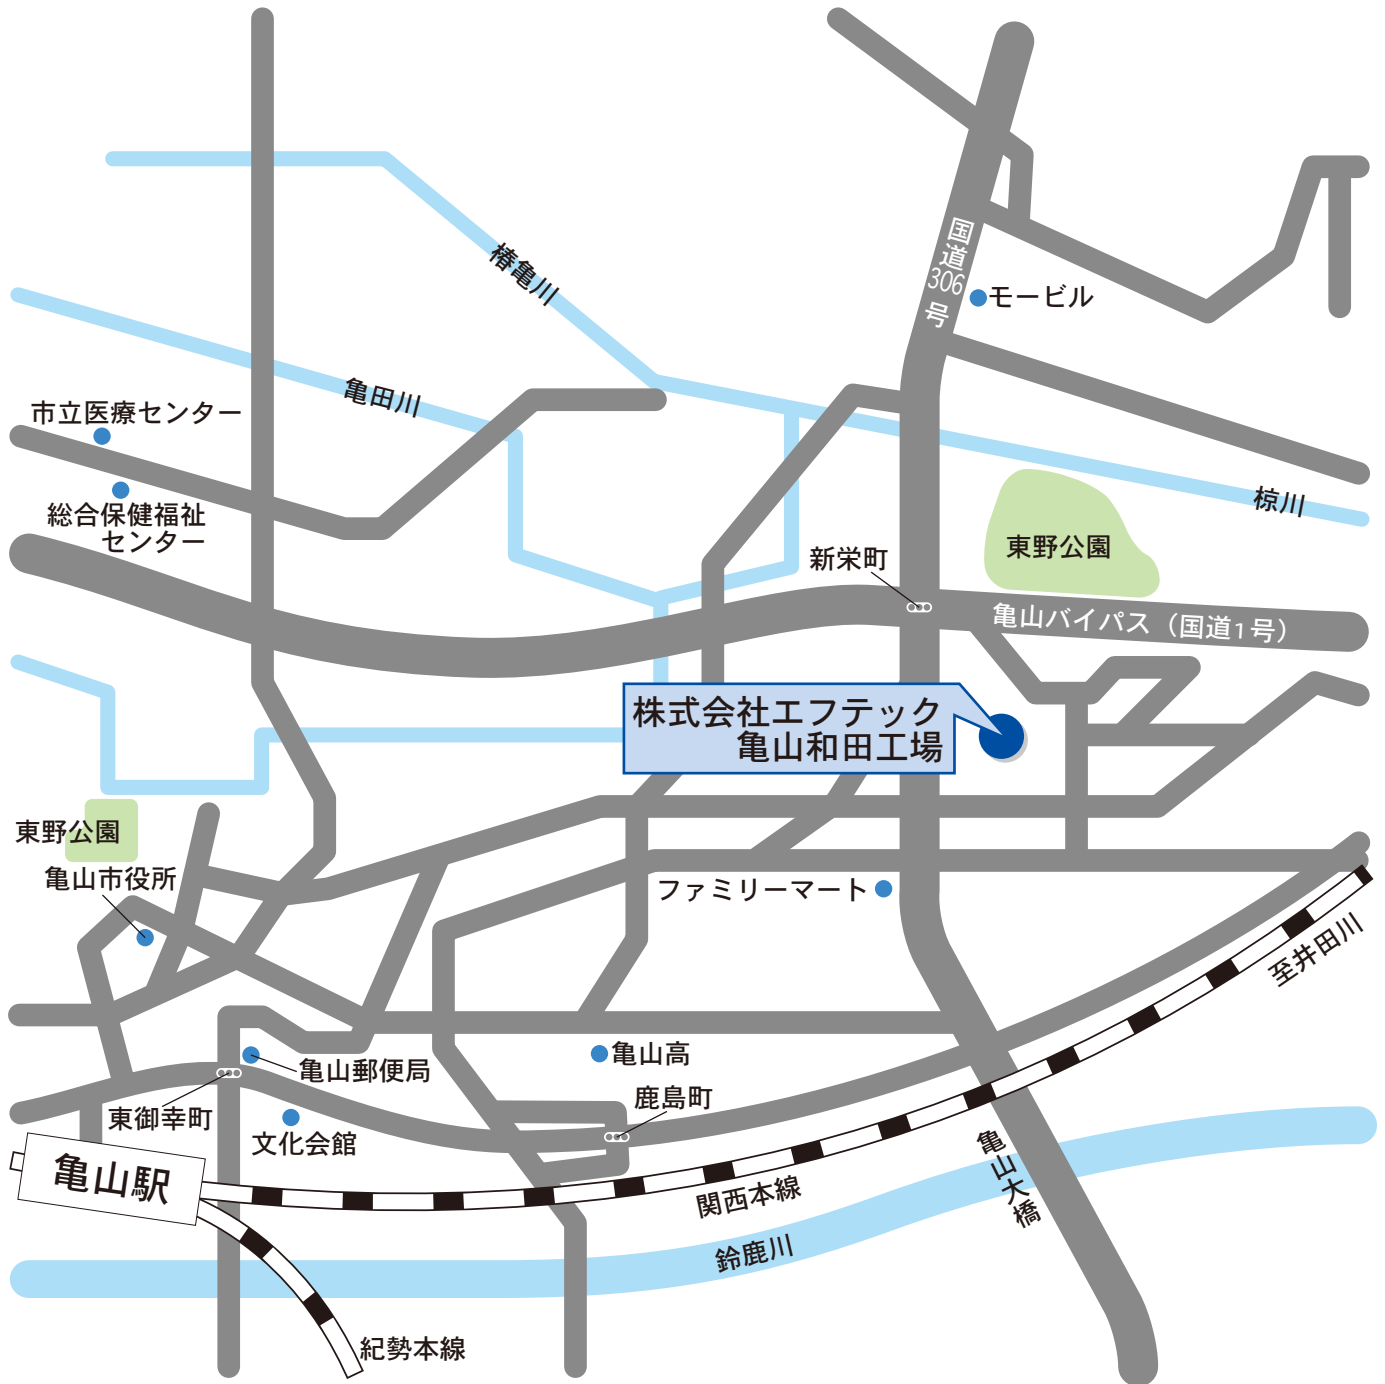 国道306号
モービル
椿亀川
亀田川
市立医療センター
総合保健福祉
センター
椋川
東野公園
新栄町
亀山バイパス（国道1号）
株式会社エフテック
亀山和田工場
東野公園
亀山市役所
ファミリーマート
至井田川
亀山郵便局
亀山高
鹿島町
東御幸町
文化会館
亀山駅
関西本線
亀山大橋
鈴鹿川
紀勢本線